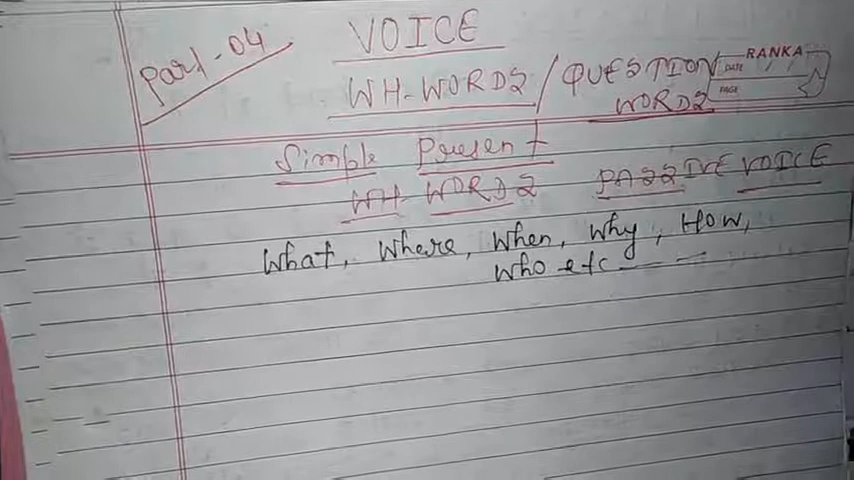 Part-04
VOICE
RANKA
DATE / /
PAGE
WH-WORDS / QUESTION
WORDS
Simple Present
WH- WORDS PASSIVE VOICE
What, Where, When, Why, How,
Who etc